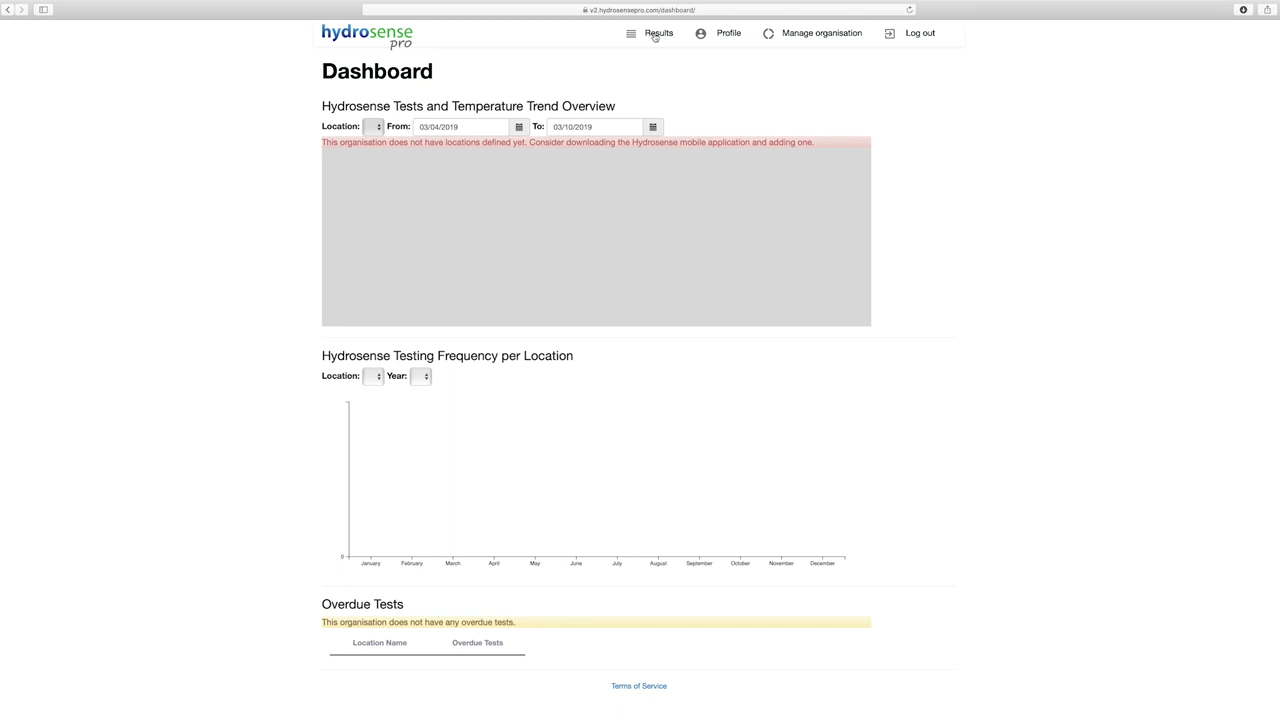 v2.hydrosensepro.com/dashboard/
hydrosense
pro
Results
Profile
Manage organisation
Log out
Dashboard
Hydrosense Tests and Temperature Trend Overview
Location: From: 03/04/2019 To: 03/10/2019
This organisation does not have locations defined yet. Consider downloading the Hydrosense mobile application and adding one.
Hydrosense Testing Frequency per Location
Location: Year:
0
January February March April May June July August September October November December
Overdue Tests
This organisation does not have any overdue tests.
Location Name Overdue Tests
Terms of Service